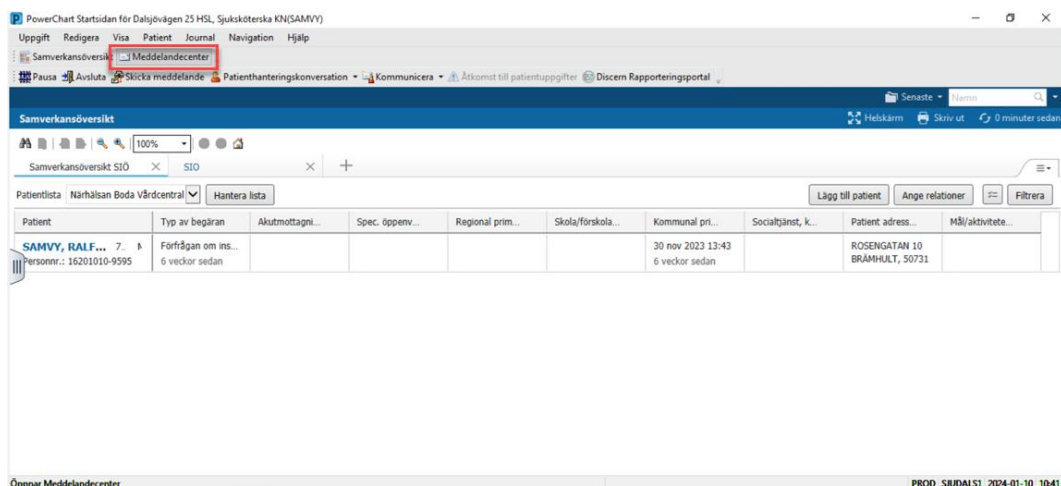 PowerChart Startsidan för Dalsjövägen 25 HSL, Sjuksköterska KN(SAMVY)
Uppgift Redigera Visa Patient Journal Navigation Hjälp
Samverkansöversikt Meddelandecenter
Pausa Avsluta Skicka meddelande Patienthanteringskonversation Kommunicera Åtkomst till patientuppgifter Discern Rapporteringsportal
Senaste Namn
Samverkansöversikt Helskärm Skriv ut 0 minuter sedan
100%
Samverkansöversikt SIÖ SIO
Patientlista Närhälsan Boda Vårdcentral Hantera lista Lägg till patient Ange relationer Filtrera
Patient Typ av begäran Akutmottagni... Spec. öppenv... Regional prim... Skola/förskola... Kommunal pri... Socialtjänst, k... Patient adress... Mål/aktivitete...
SAMVY, RALF... 7... Förfrågan om ins... 30 nov 2023 13:43 ROSENGATAN 10
Personnr.: 16201010-9595 6 veckor sedan 6 veckor sedan BRÄMHULT, 50731
Öppnar Meddelandecenter PROD SJUDALS1 2024-01-10 10:41